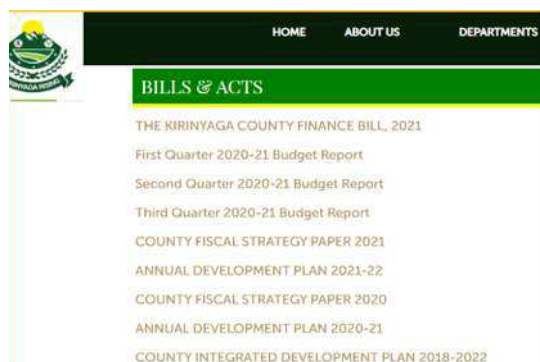 HOME ABOUT US DEPARTMENTS
BILLS & ACTS
THE KIRINYAGA COUNTY FINANCE BILL, 2021
First Quarter 2020-21 Budget Report
Second Quarter 2020-21 Budget Report
Third Quarter 2020-21 Budget Report
COUNTY FISCAL STRATEGY PAPER 2021
ANNUAL DEVELOPMENT PLAN 2021-22
COUNTY FISCAL STRATEGY PAPER 2020
ANNUAL DEVELOPMENT PLAN 2020-21
COUNTY INTEGRATED DEVELOPMENT PLAN 2018-2022